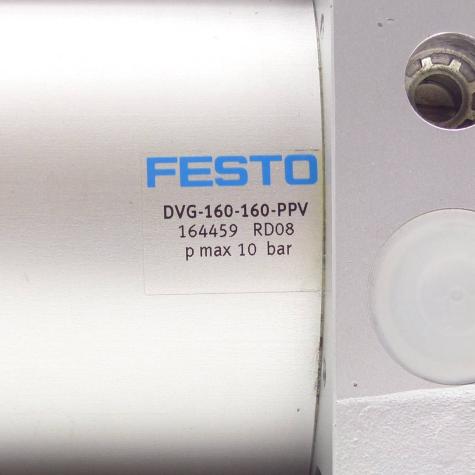 FESTO
DVG-160-160-PPV
164459 RD08
p max 10 bar